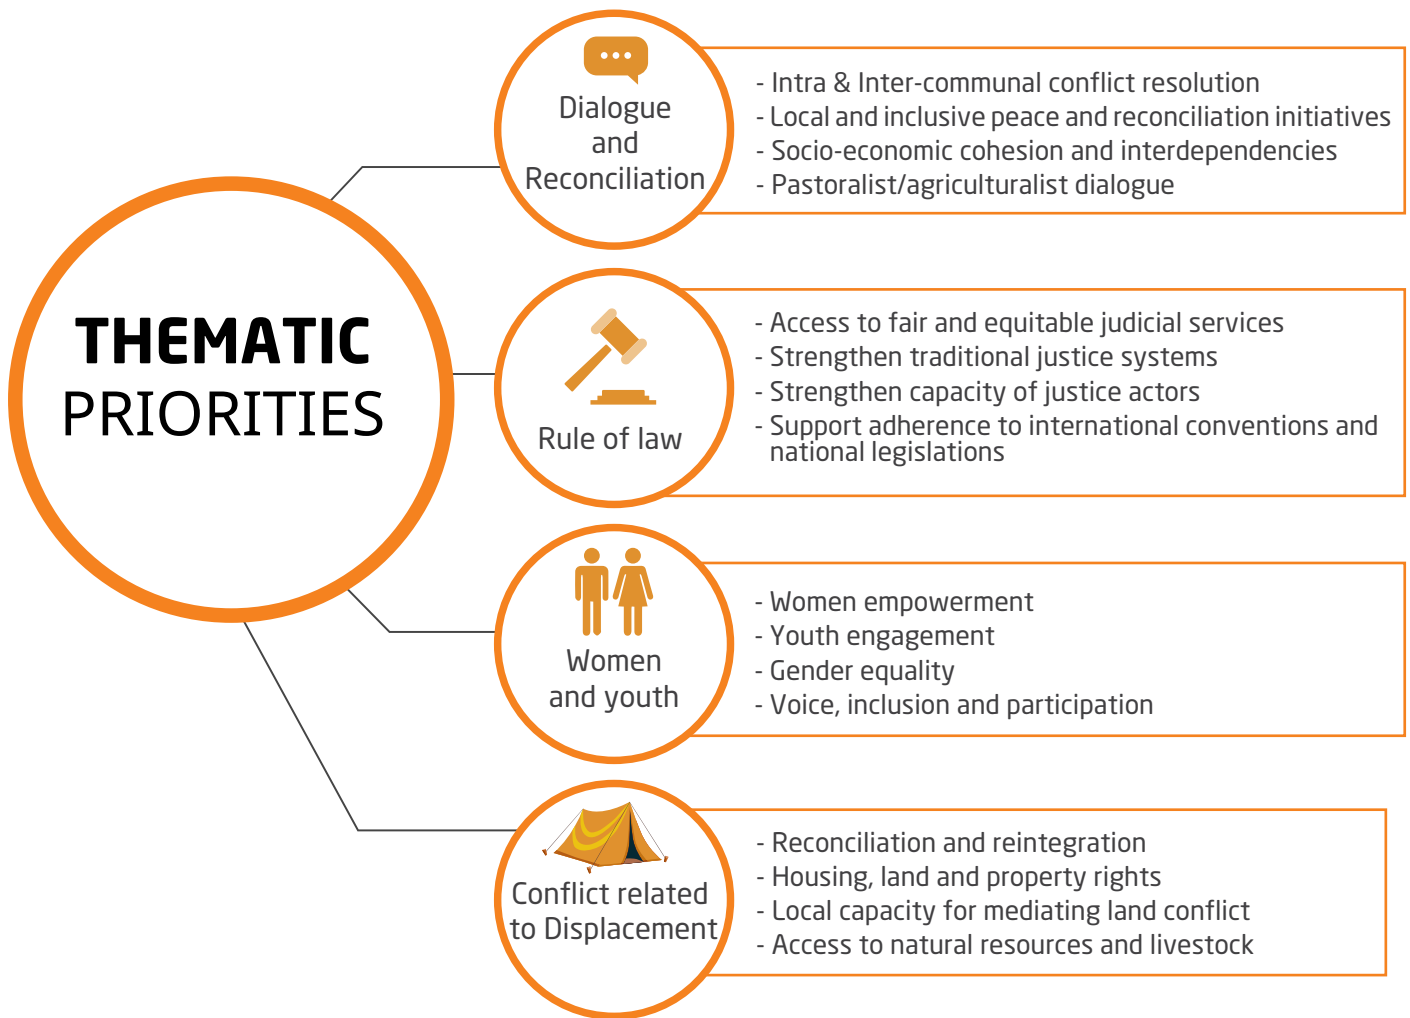 THEMATIC
PRIORITIES
Dialogue
and
Reconciliation
- Intra & Inter-communal conflict resolution
- Local and inclusive peace and reconciliation initiatives
- Socio-economic cohesion and interdependencies
- Pastoralist/agriculturalist dialogue
Rule of law
- Access to fair and equitable judicial services
- Strengthen traditional justice systems
- Strengthen capacity of justice actors
- Support adherence to international conventions and
national legislations
Women
and youth
- Women empowerment
- Youth engagement
- Gender equality
- Voice, inclusion and participation
Conflict related
to Displacement
- Reconciliation and reintegration
- Housing, land and property rights
- Local capacity for mediating land conflict
- Access to natural resources and livestock